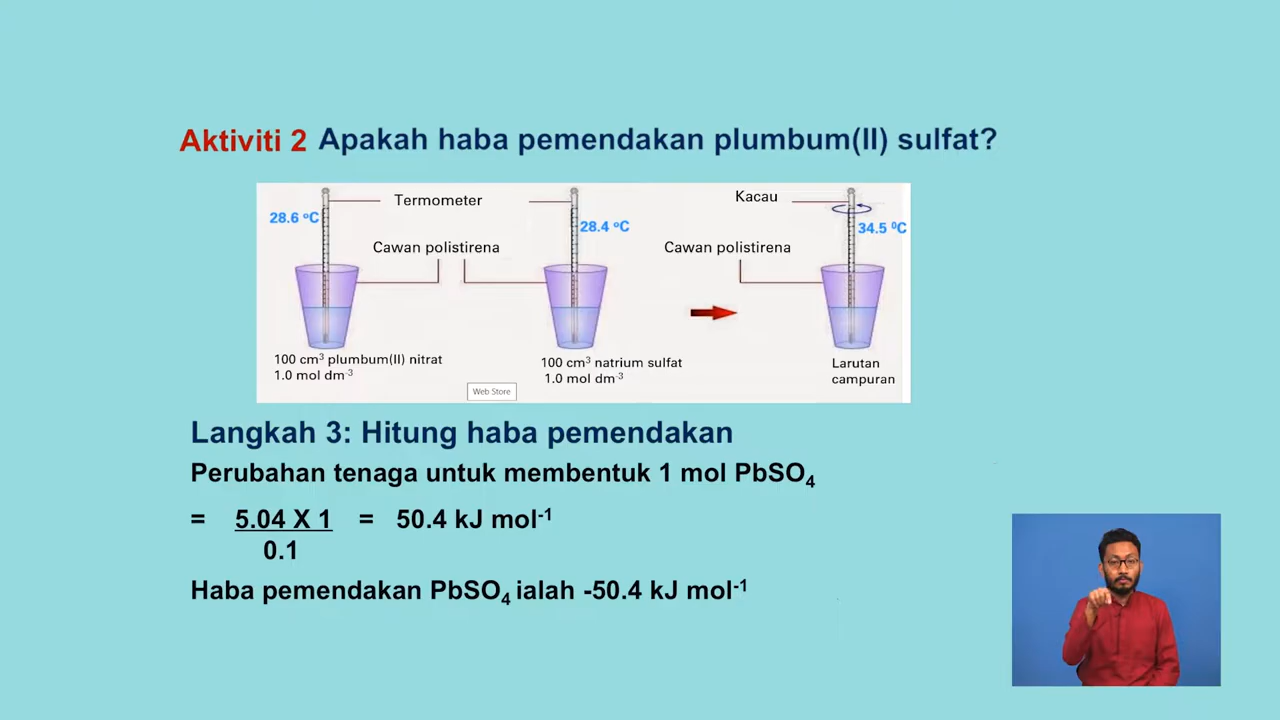 Aktiviti 2 Apakah haba pemendakan plumbum(II) sulfat?
Termometer
Kacau
28.6 °C
28.4 °C
34.5 ⁰C
Cawan polistirena
Cawan polistirena
100 cm³ plumbum(II) nitrat
1.0 mol dm⁻³
100 cm³ natrium sulfat
1.0 mol dm⁻³
Larutan
campuran
Web Store
Langkah 3: Hitung haba pemendakan
Perubahan tenaga untuk membentuk 1 mol PbSO₄
= 5.04 X 1 = 50.4 kJ mol⁻¹
0.1
Haba pemendakan PbSO₄ ialah -50.4 kJ mol⁻¹